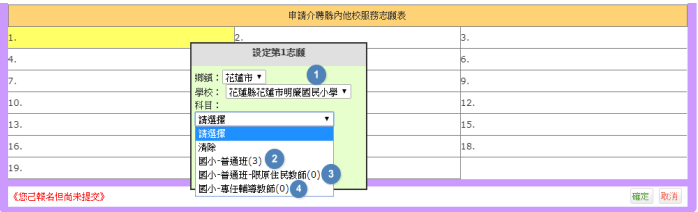 申請介聘縣內他校服務志願表
1.
2.
3.
設定第1志願
4.
6.
鄉鎮：花蓮市 1
7.
9.
學校：花蓮縣花蓮市明廉國民小學
10.
科目：
12.
13.
請選擇
15.
請選擇
16.
清除
18.
國小-普通班(3) 2
19.
國小-普通班-限原住民教師(0) 3
國小-專任輔導教師(0) 4
《您已報名但尚未提交》
確定 取消